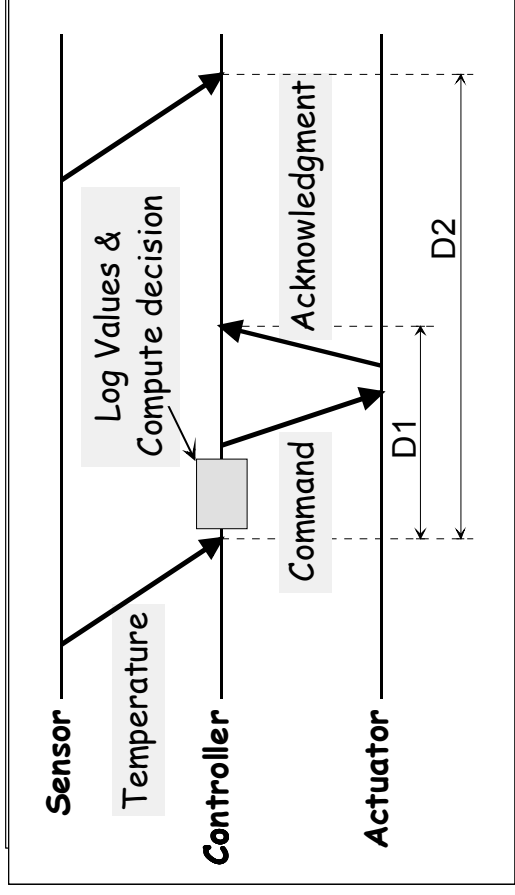 Sensor
Temperature
Log Values &
Compute decision
Controller
Command
Acknowledgment
Actuator
D1
D2